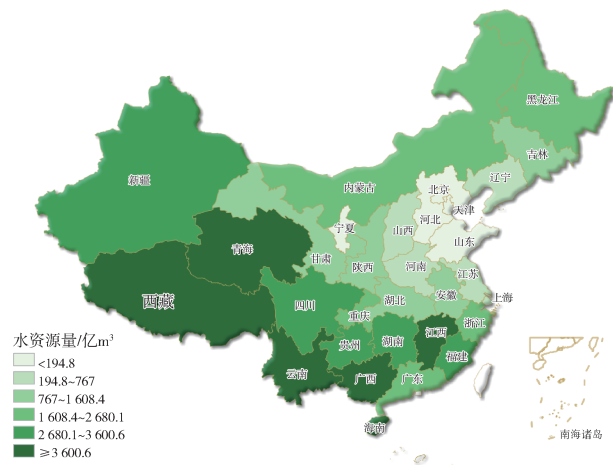 黑龙江
吉林
辽宁
内蒙古
新疆
北京
天津
河北
宁夏
山西
山东
青海
甘肃
陕西
河南
江苏
西藏
四川
重庆
湖北
安徽
上海
贵州
湖南
江西
浙江
福建
云南
广西
广东
海南
南海诸岛
水资源量/亿m³
<194.8
194.8~767
767~1 608.4
1 608.4~2 680.1
2 680.1~3 600.6
≥3 600.6